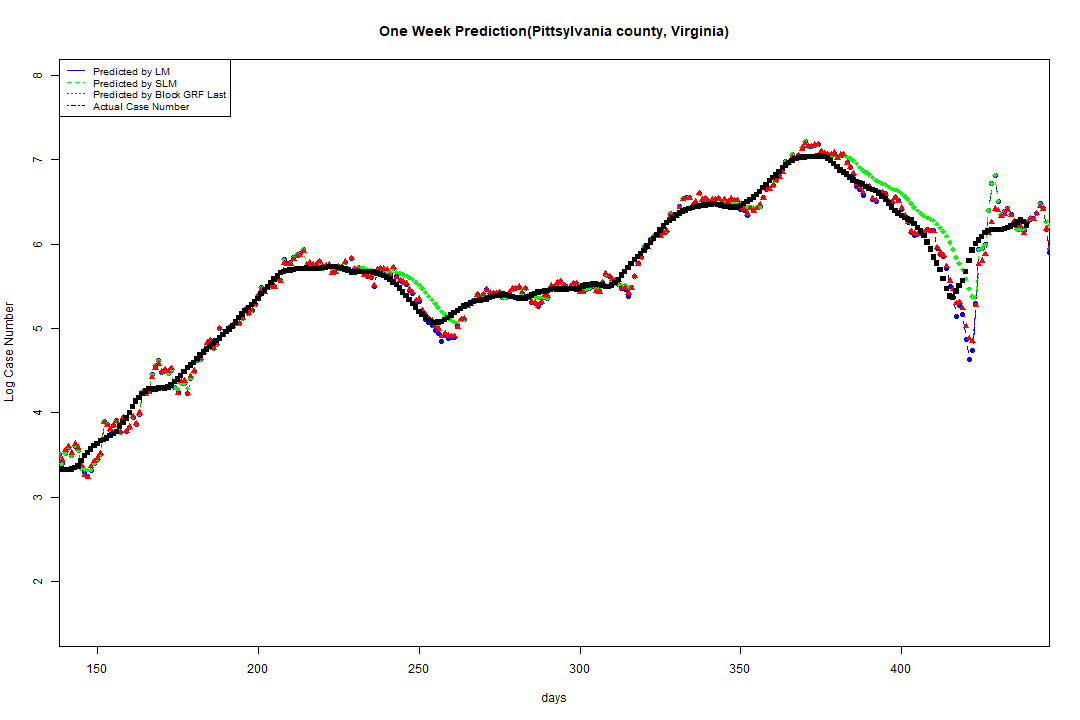 One Week Prediction(Pittsylvania county, Virginia)
Predicted by LM
Predicted by SLM
Predicted by Block GRF Last
Actual Case Number
8
7
6
5
4
3
2
Log Case Number
150 200 250 300 350 400
days